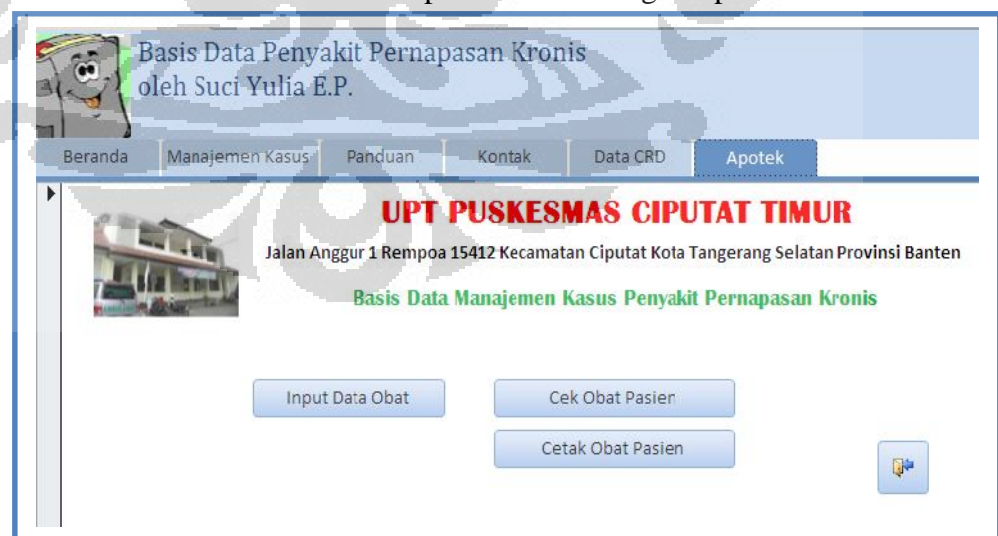 Basis Data Penyakit Pernapasan Kronis
oleh Suci Yulia E.P.
Beranda Manajemen Kasus Panduan Kontak Data CRD Apotek
UPT PUSKESMAS CIPUTAT TIMUR
Jalan Anggur 1 Rempoa 15412 Kecamatan Ciputat Kota Tangerang Selatan Provinsi Banten
Basis Data Manajemen Kasus Penyakit Pernapasan Kronis
Input Data Obat Cek Obat Pasien
Cetak Obat Pasien